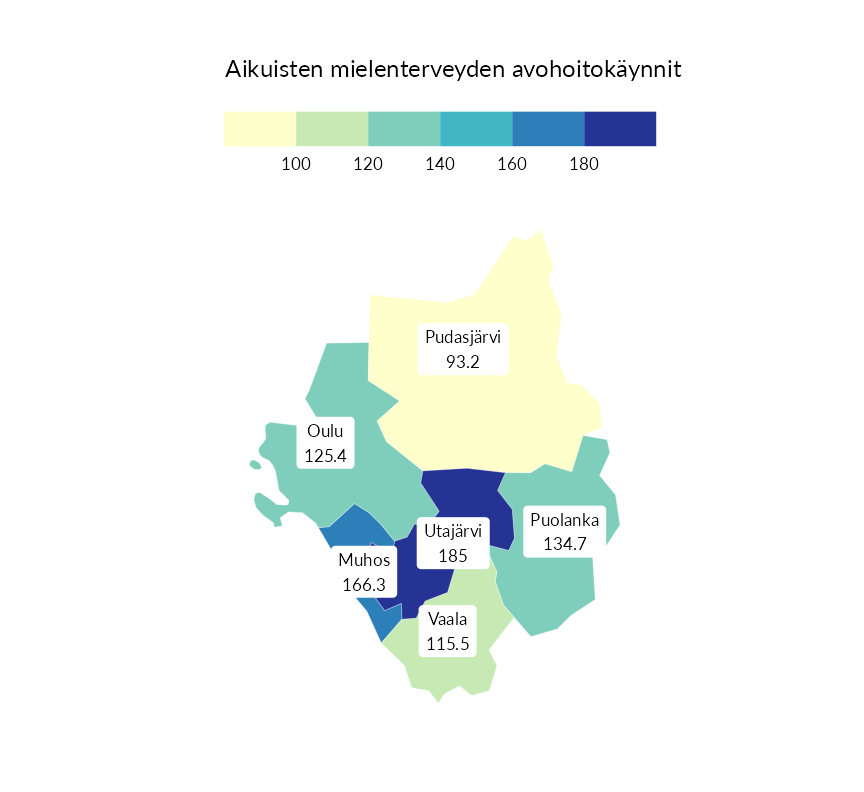 Aikuisten mielenterveyden avohoitokäynnit
100 120 140 160 180
Pudasjärvi
93.2
Oulu
125.4
Utajärvi
185
Puolanka
134.7
Muhos
166.3
Vaala
115.5